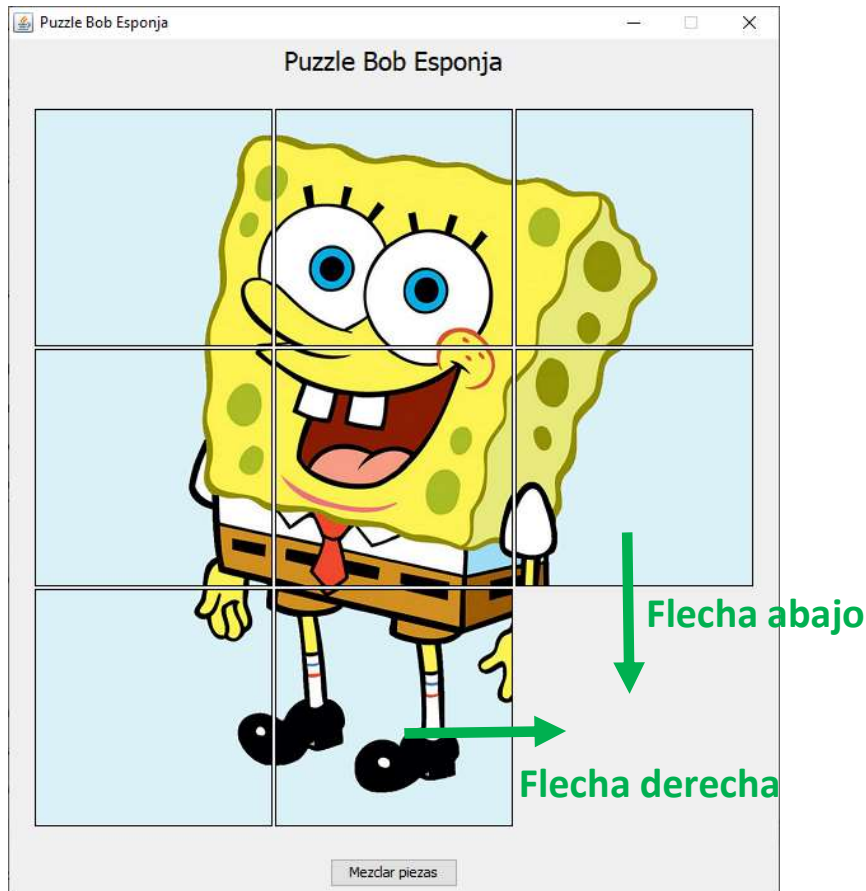 Puzzle Bob Esponja
Puzzle Bob Esponja
Flecha abajo
Flecha derecha
Mezclar piezas